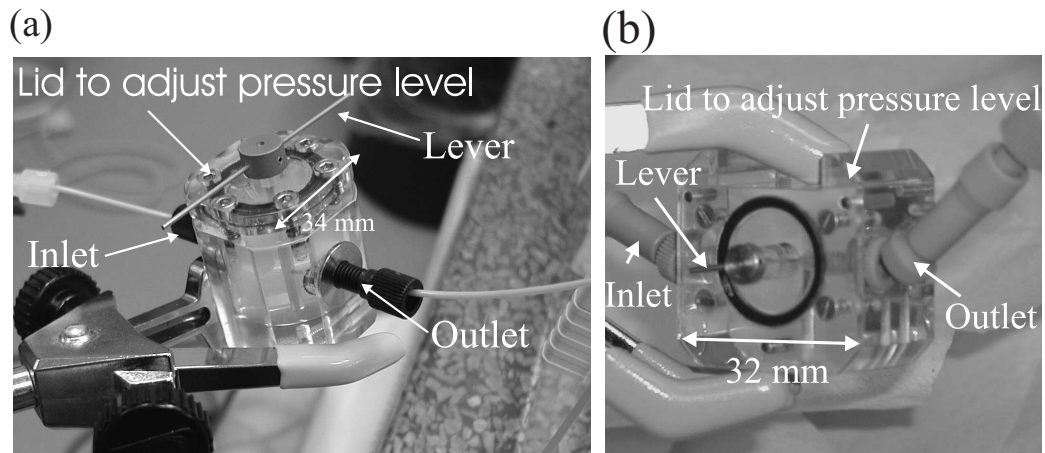 (a)
Lid to adjust pressure level
Lever
34 mm
Inlet
Outlet
(b)
Lid to adjust pressure level
Lever
Inlet
Outlet
32 mm